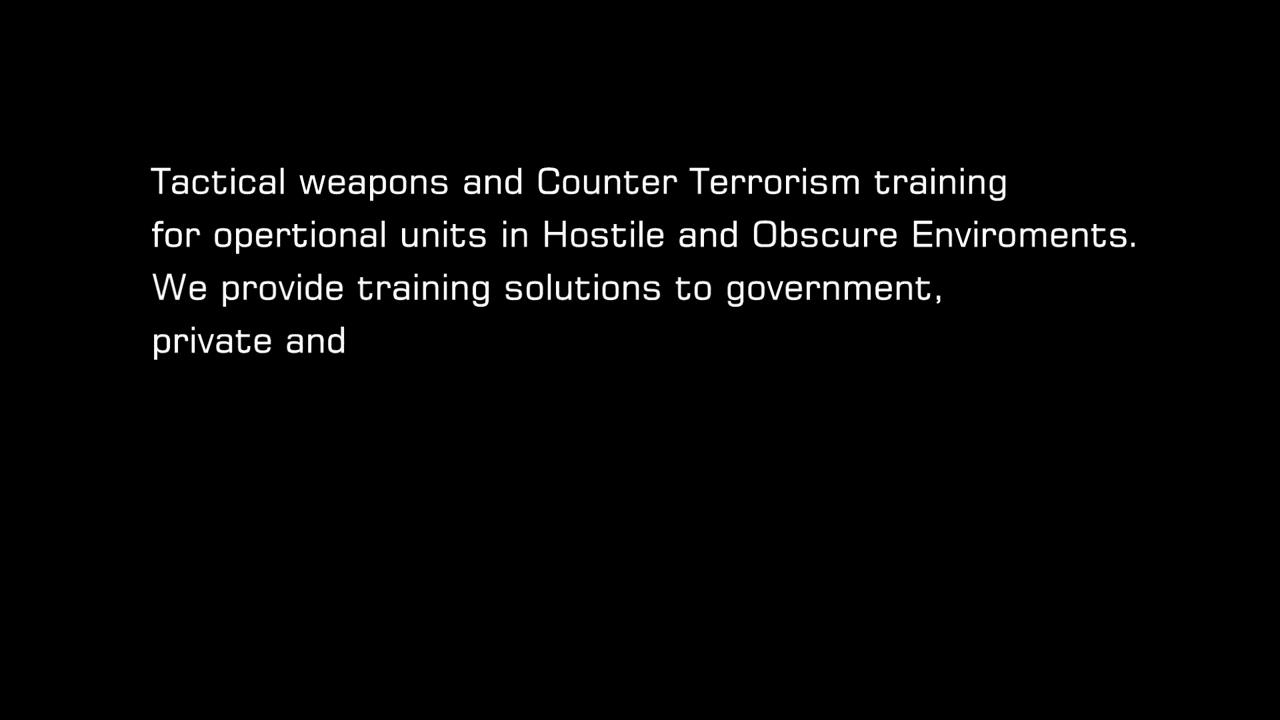 Tactical weapons and Counter Terrorism training
for opertional units in Hostile and Obscure Enviroments.
We provide training solutions to government,
private and